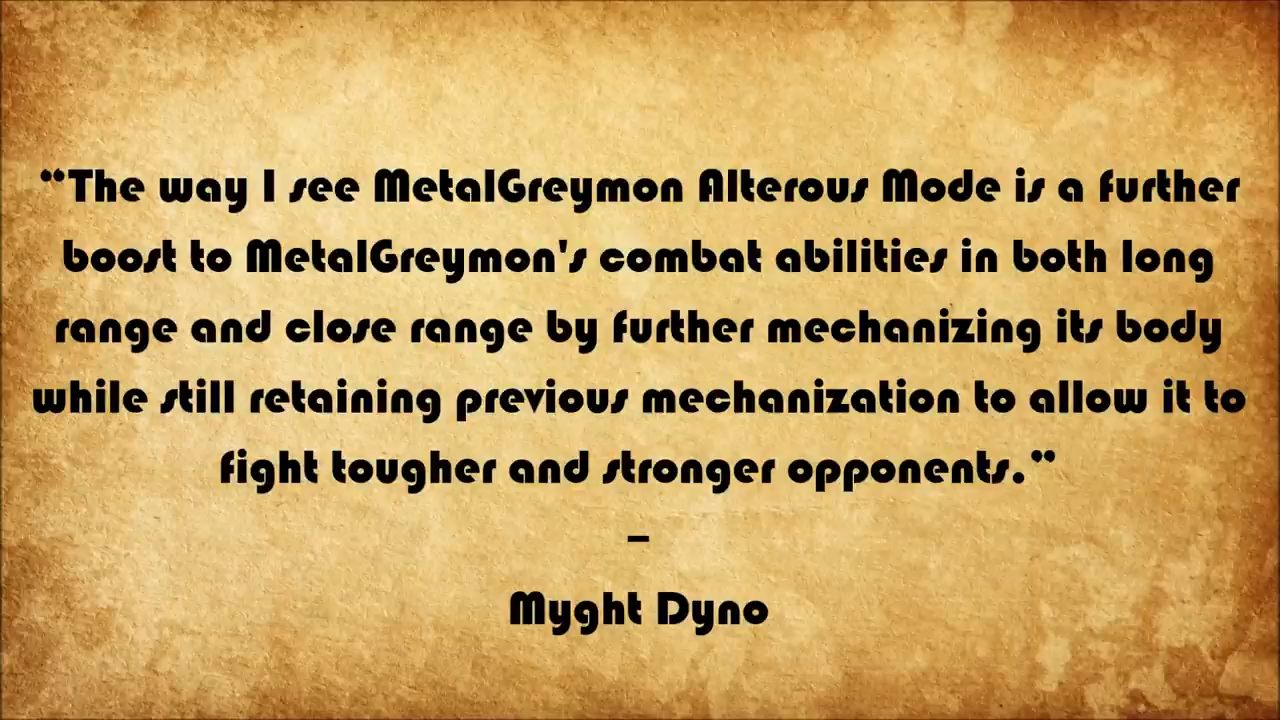 “The way I see MetalGreymon Alterous Mode is a further
boost to MetalGreymon's combat abilities in both long
range and close range by further mechanizing its body
while still retaining previous mechanization to allow it to
fight tougher and stronger opponents.”
–
Myght Dyno